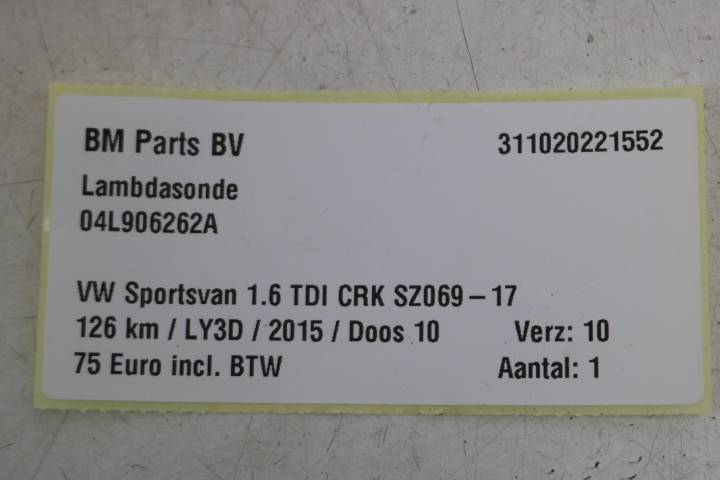 BM Parts BV 311020221552
Lambdasonde
04L906262A
VW Sportsvan 1.6 TDI CRK SZ069 – 17
126 km / LY3D / 2015 / Doos 10 Verz: 10
75 Euro incl. BTW Aantal: 1